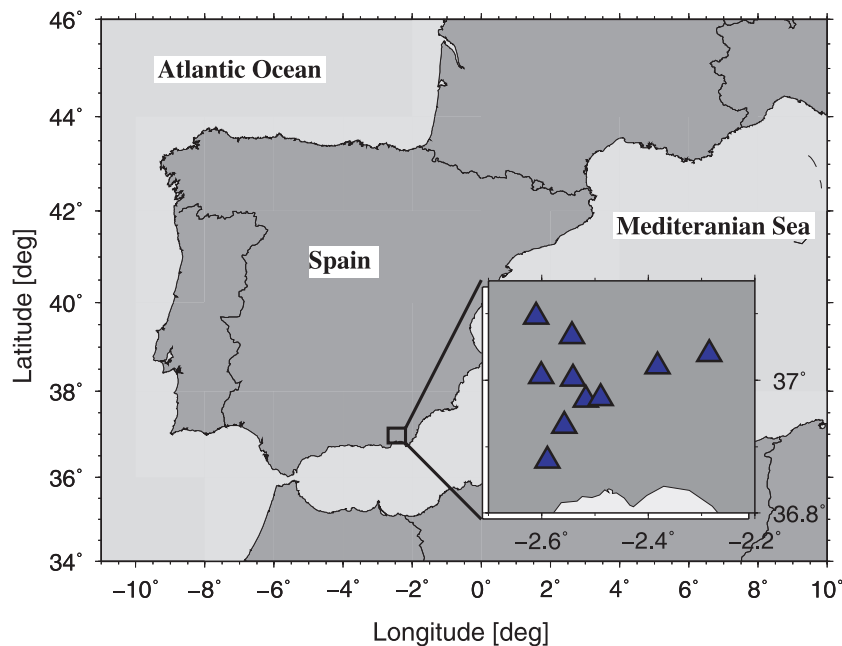 46°
44°
42°
40°
38°
36°
34°
Latitude [deg]
Atlantic Ocean
Mediteranian Sea
Spain
37°
36.8°
−2.6° −2.4° −2.2°
−10° −8° −6° −4° −2° 0° 2° 4° 6° 8° 10°
Longitude [deg]